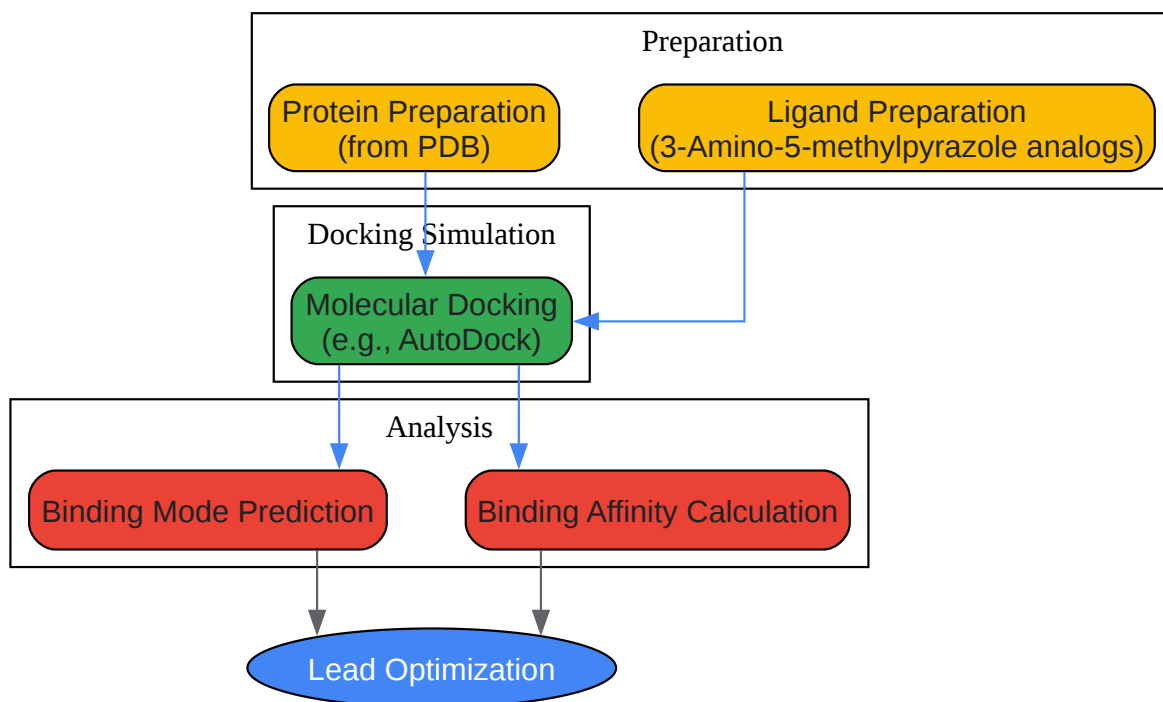 Preparation
Protein Preparation
(from PDB)
Ligand Preparation
(3-Amino-5-methylpyrazole analogs)
Docking Simulation
Molecular Docking
(e.g., AutoDock)
Analysis
Binding Mode Prediction
Binding Affinity Calculation
Lead Optimization